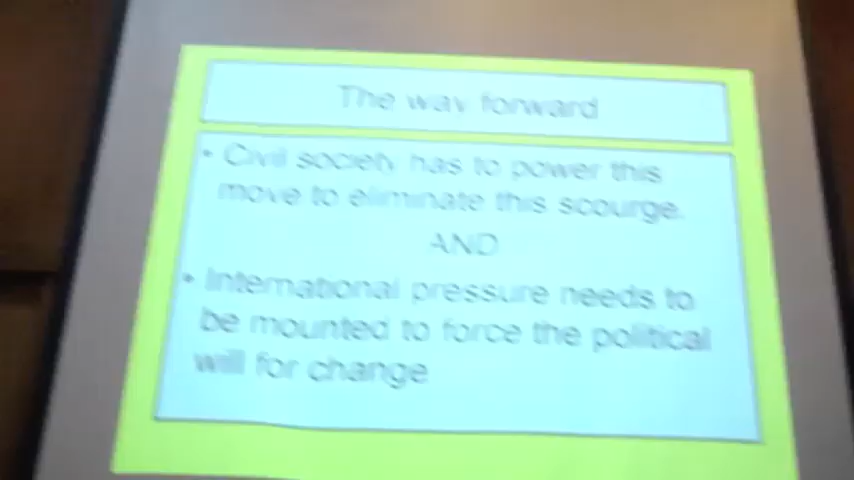 The way forward
• Civil society has to power this
move to eliminate this scourge.
AND
• International pressure needs to
be mounted to force the political
will for change